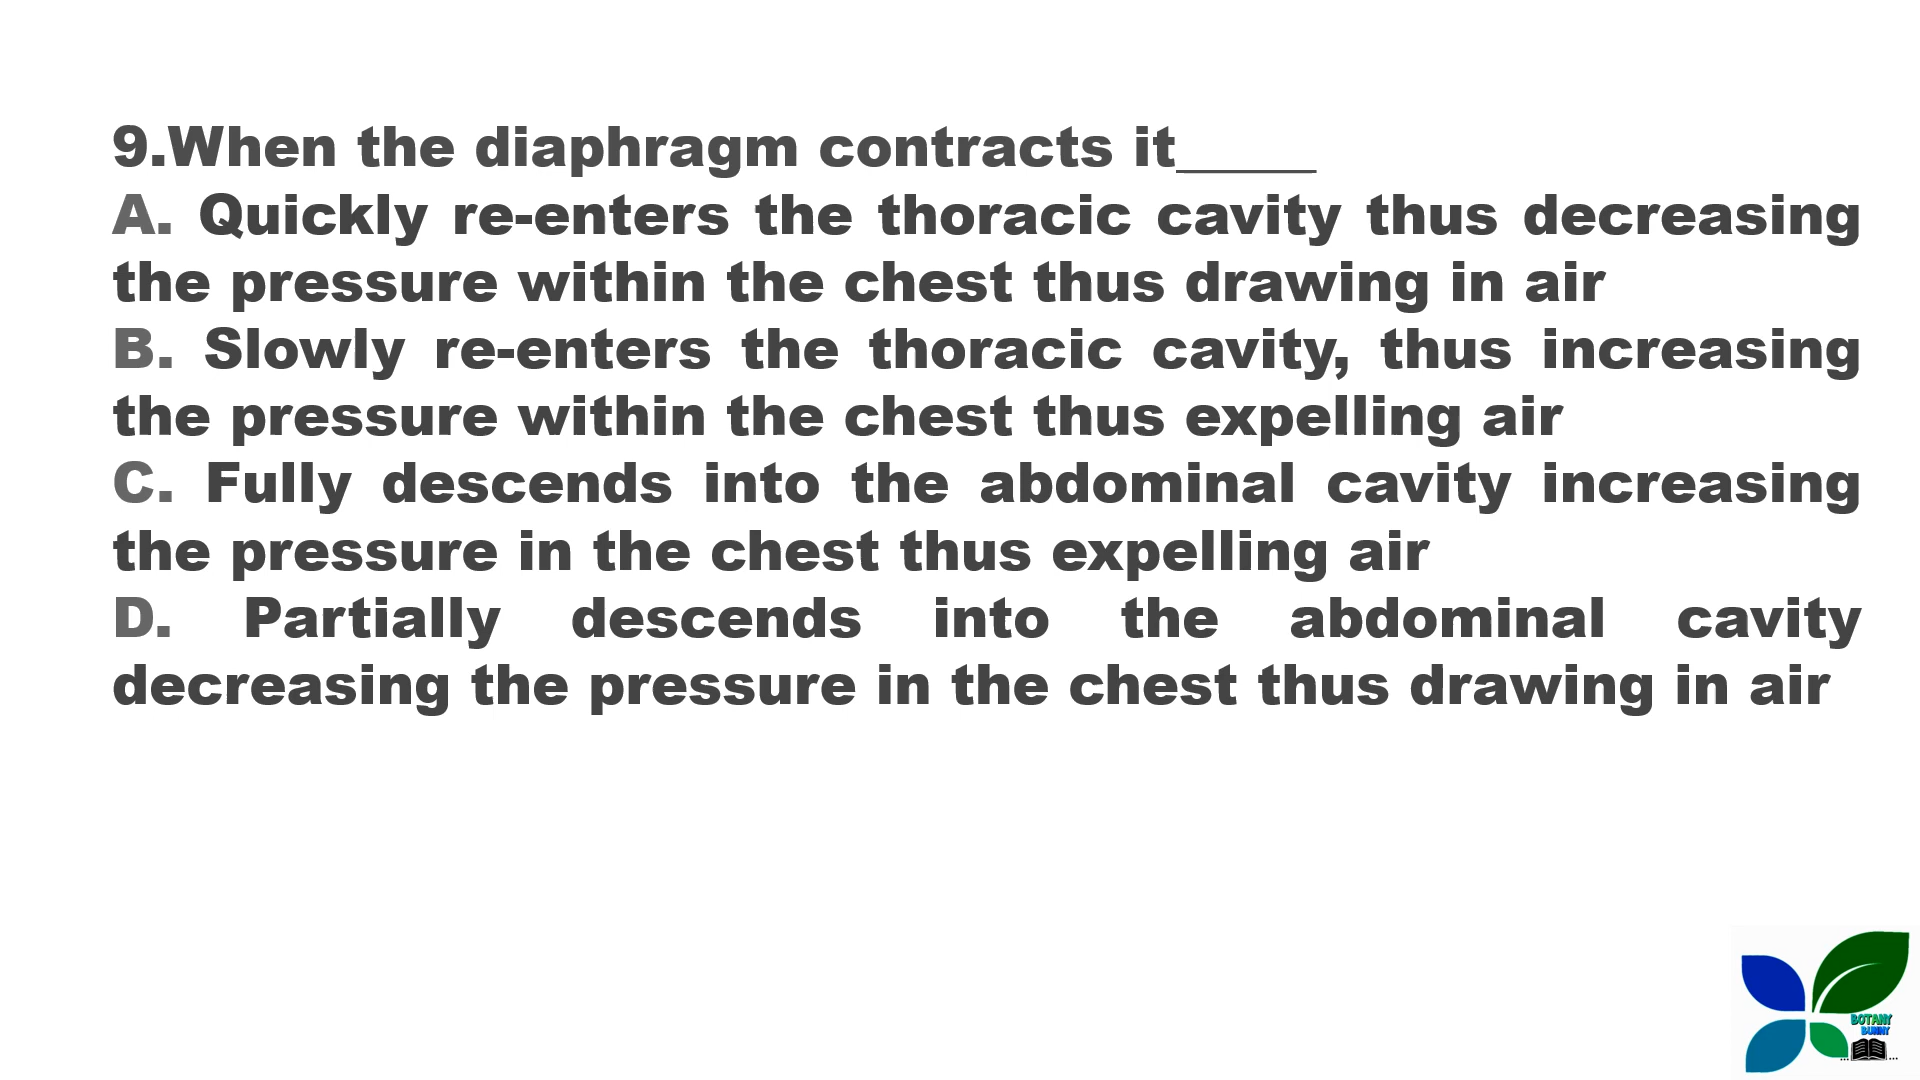 9.When the diaphragm contracts it_____
A. Quickly re-enters the thoracic cavity thus decreasing
the pressure within the chest thus drawing in air
B. Slowly re-enters the thoracic cavity, thus increasing
the pressure within the chest thus expelling air
C. Fully descends into the abdominal cavity increasing
the pressure in the chest thus expelling air
D. Partially descends into the abdominal cavity
decreasing the pressure in the chest thus drawing in air
BOTANY
BUNNY